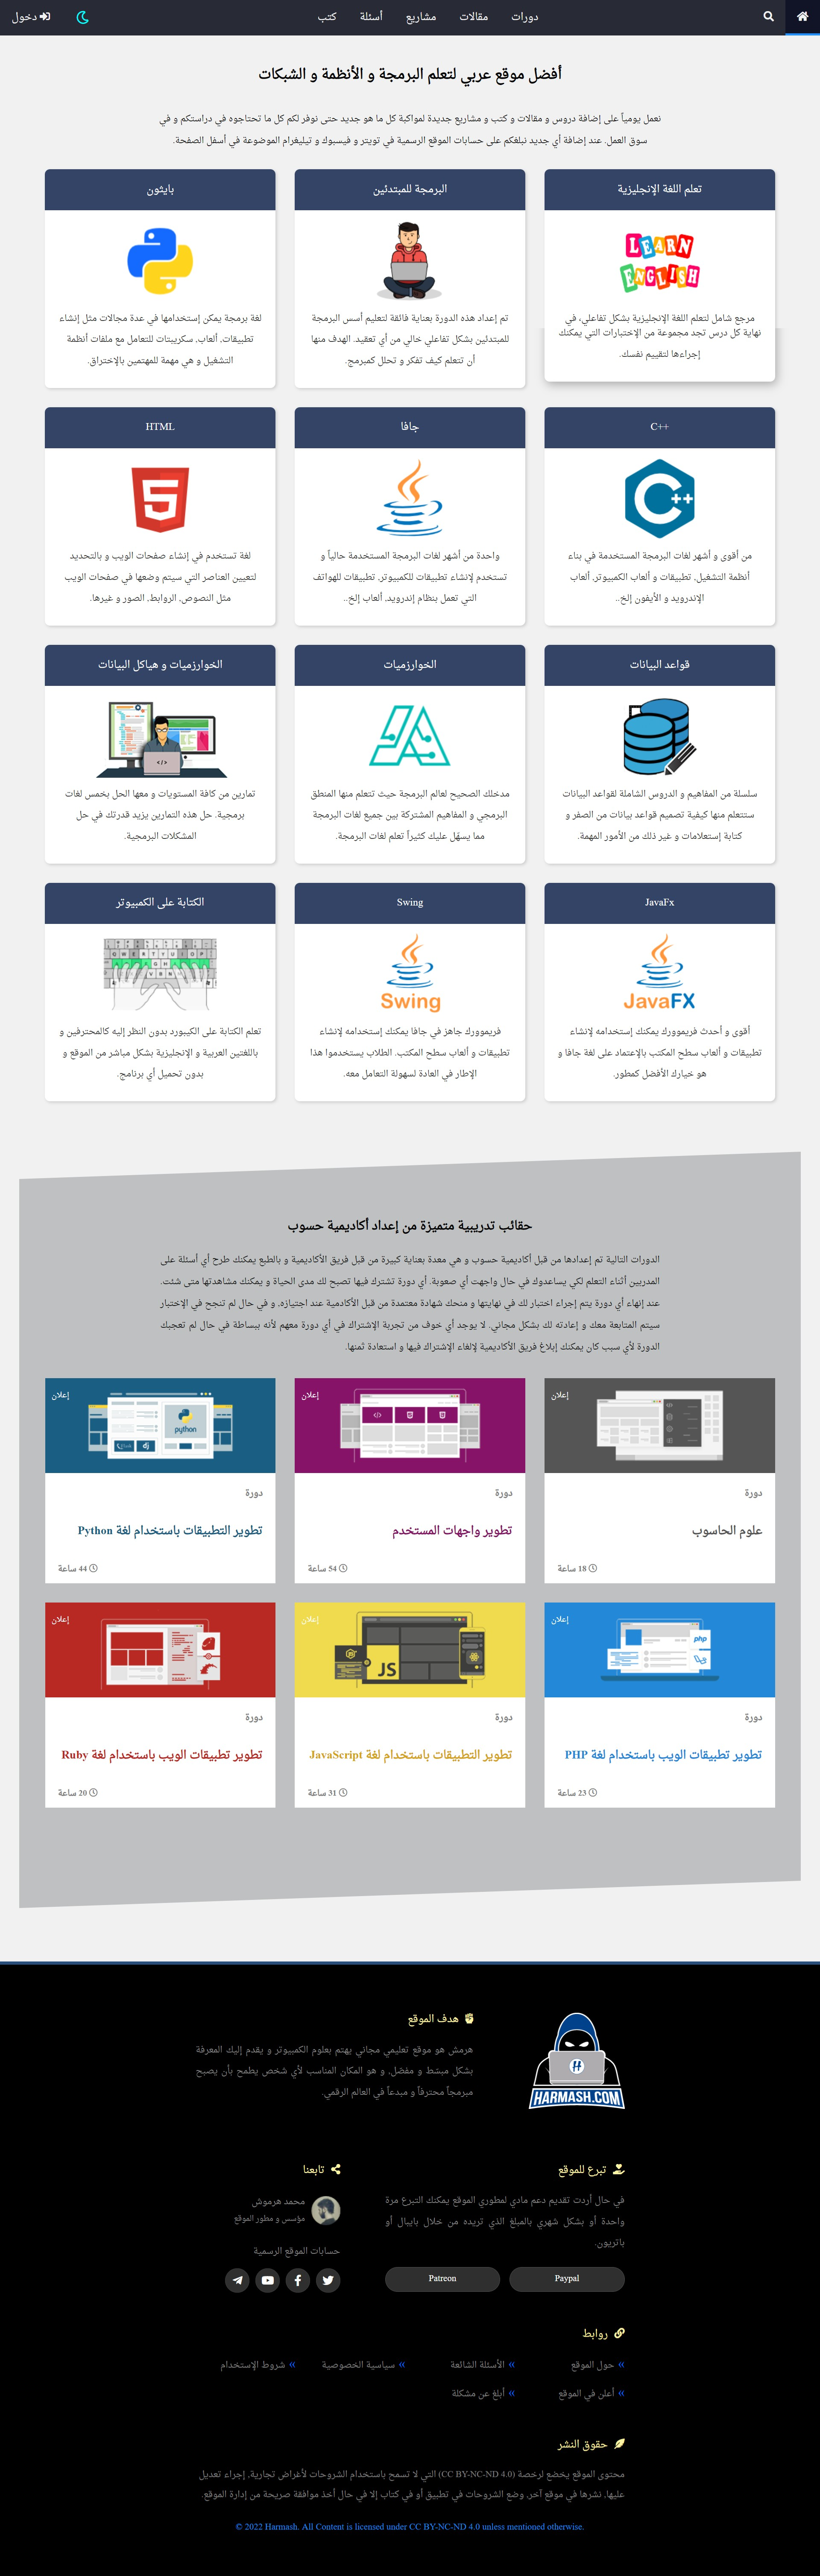 دورات
مقالات
مشاريع
أسئلة
كتب
دخول
أفضل موقع عربي لتعلم البرمجة و الأنظمة و الشبكات
نعمل يومياً على إضافة دروس و مقالات و كتب و مشاريع جديدة لمواكبة كل ما هو جديد حتى نوفر لكم كل ما تحتاجوه في دراستكم و في
سوق العمل. عند إضافة أي جديد نبلغكم على حسابات الموقع الرسمية في تويتر و فيسبوك و تيليغرام الموضوعة في أسفل الصفحة.
تعلم اللغة الإنجليزية
LEARN
ENGLISH
مرجع شامل لتعلم اللغة الإنجليزية بشكل تفاعلي، في
نهاية كل درس تجد مجموعة من الإختبارات التي يمكنك
إجراءها لتقييم نفسك.
البرمجة للمبتدئين
تم إعداد هذه الدورة بعناية فائقة لتعليم أسس البرمجة
للمبتدئين بشكل تفاعلي خالي من أي تعقيد. الهدف منها
أن تتعلم كيف تفكر و تحلل كمبرمج.
بايثون
لغة برمجة يمكن إستخدامها في عدة مجالات مثل إنشاء
تطبيقات, ألعاب, سكريبتات للتعامل مع ملفات أنظمة
التشغيل و هي مهمة للمهتمين بالإختراق.
C++
C++
من أقوى و أشهر لغات البرمجة المستخدمة في بناء
أنظمة التشغيل, تطبيقات و ألعاب الكمبيوتر, ألعاب
الإندرويد و الأيفون إلخ..
جافا
واحدة من أشهر لغات البرمجة المستخدمة حالياً و
تستخدم لإنشاء تطبيقات للكمبيوتر, تطبيقات للهواتف
التي تعمل بنظام إندرويد, ألعاب إلخ..
HTML
5
لغة تستخدم في إنشاء صفحات الويب و بالتحديد
لتعيين العناصر التي سيتم وضعها في صفحات الويب
مثل النصوص, الروابط, الصور و غيرها.
قواعد البيانات
سلسلة من المفاهيم و الدروس الشاملة لقواعد البيانات
ستتعلم منها كيفية تصميم قواعد بيانات من الصفر و
كتابة إستعلامات و غير ذلك من الأمور المهمة.
الخوارزميات
مدخلك الصحيح لعالم البرمجة حيث تتعلم منها المنطق
البرمجي و المفاهيم المشتركة بين جميع لغات البرمجة
مما يسهّل عليك كثيراً تعلم لغات البرمجة.
الخوارزميات و هياكل البيانات
</>
تمارين من كافة المستويات و معها الحل بخمس لغات
برمجية. حل هذه التمارين يزيد قدرتك في حل
المشكلات البرمجية.
JavaFx
JavaFX
أقوى و أحدث فريموورك يمكنك إستخدامه لإنشاء
تطبيقات و ألعاب سطح المكتب بالإعتماد على لغة جافا و
هو خيارك الأفضل كمطور.
Swing
Swing
فريموورك جاهز في جافا يمكنك إستخدامه لإنشاء
تطبيقات و ألعاب سطح المكتب. الطلاب يستخدموا هذا
الإطار في العادة لسهولة التعامل معه.
الكتابة على الكمبيوتر
تعلم الكتابة على الكيبورد بدون النظر إليه كالمحترفين و
باللغتين العربية و الإنجليزية بشكل مباشر من الموقع و
بدون تحميل أي برنامج.
حقائب تدريبية متميزة من إعداد أكاديمية حسوب
الدورات التالية تم إعدادها من قبل أكاديمية حسوب و هي معدة بعناية كبيرة من قبل فريق الأكاديمية و بالطبع يمكنك طرح أي أسئلة على
المدربين أثناء التعلم لكي يساعدوك في حال واجهت أي صعوبة. أي دورة تشترك فيها تصبح لك مدى الحياة و يمكنك مشاهدتها متى شئت.
عند إنهاء أي دورة يتم إجراء اختبار لك في نهايتها و منحك شهادة معتمدة من قبل الأكادمية عند اجتيازه, و في حال لم تنجح في الإختبار
سيتم المتابعة معك و إعادته لك بشكل مجاني. لا يوجد أي خوف من تجربة الإشتراك في أي دورة معهم لأنه ببساطة في حال لم تعجبك
الدورة لأي سبب كان يمكنك إبلاغ فريق الأكاديمية لإلغاء الإشتراك فيها و استعادة ثمنها.
إعلان
دورة
علوم الحاسوب
18 ساعة
إعلان
دورة
تطوير واجهات المستخدم
54 ساعة
إعلان
python
dj
دورة
تطوير التطبيقات باستخدام لغة Python
44 ساعة
إعلان
php
دورة
تطوير تطبيقات الويب باستخدام لغة PHP
23 ساعة
إعلان
JS
دورة
تطوير التطبيقات باستخدام لغة JavaScript
31 ساعة
إعلان
دورة
تطوير تطبيقات الويب باستخدام لغة Ruby
20 ساعة
H
HARMASH.COM
هدف الموقع
هرمش هو موقع تعليمي مجاني يهتم بعلوم الكمبيوتر و يقدم إليك المعرفة
بشكل مبسّط و مفصّل, و هو المكان المناسب لأي شخص يطمح بأن يصبح
مبرمجاً محترفاً و مبدعاً في العالم الرقمي.
تبرع للموقع
في حال أردت تقديم دعم مادي لمطوري الموقع يمكنك التبرع مرة
واحدة أو بشكل شهري بالمبلغ الذي تريده من خلال بايبال أو
باتريون.
Paypal
Patreon
تابعنا
محمد هرموش
مؤسس و مطور الموقع
حسابات الموقع الرسمية
روابط
» حول الموقع
» الأسئلة الشائعة
» سياسية الخصوصية
» شروط الإستخدام
» أعلن في الموقع
» أبلغ عن مشكلة
حقوق النشر
محتوى الموقع يخضع لرخصة (CC BY-NC-ND 4.0) التي لا تسمح باستخدام الشروحات لأغراض تجارية, إجراء تعديل
عليها, نشرها في موقع آخر, وضع الشروحات في تطبيق أو في كتاب إلا في حال أخذ موافقة صريحة من إدارة الموقع.
© 2022 Harmash. All Content is licensed under CC BY-NC-ND 4.0 unless mentioned otherwise.